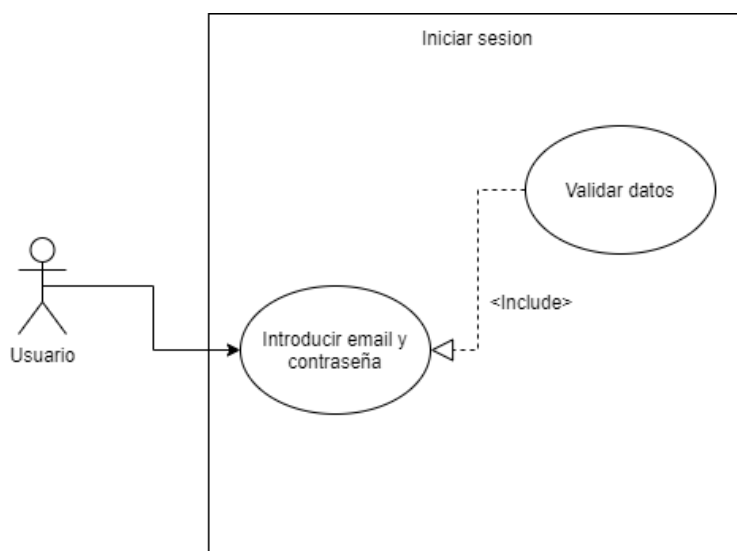 Iniciar sesion
Validar datos
<Include>
Introducir email y
contraseña
Usuario